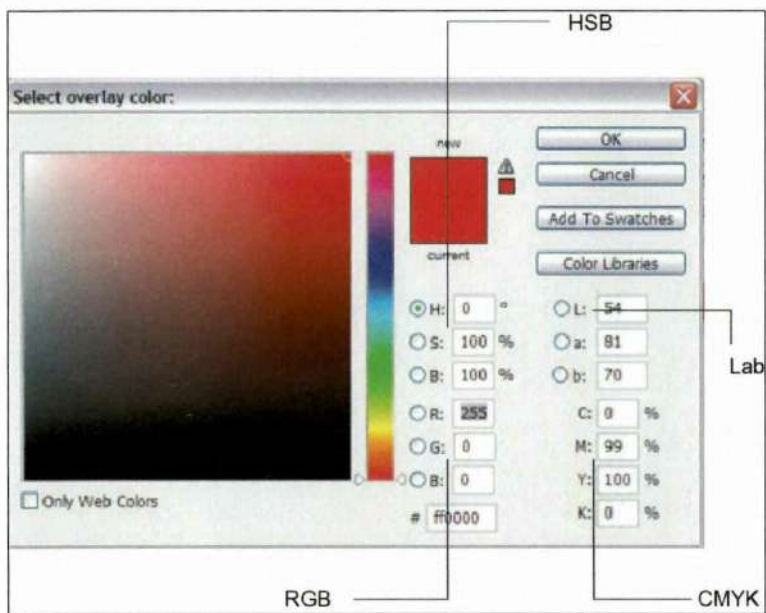 HSB
Select overlay color:
new
current
OK
Cancel
Add To Swatches
Color Libraries
H: 0 °
S: 100 %
B: 100 %
R: 255
G: 0
B: 0
# ff0000
L: 54
a: 81
b: 70
Lab
C: 0 %
M: 99 %
Y: 100 %
K: 0 %
Only Web Colors
RGB
CMYK